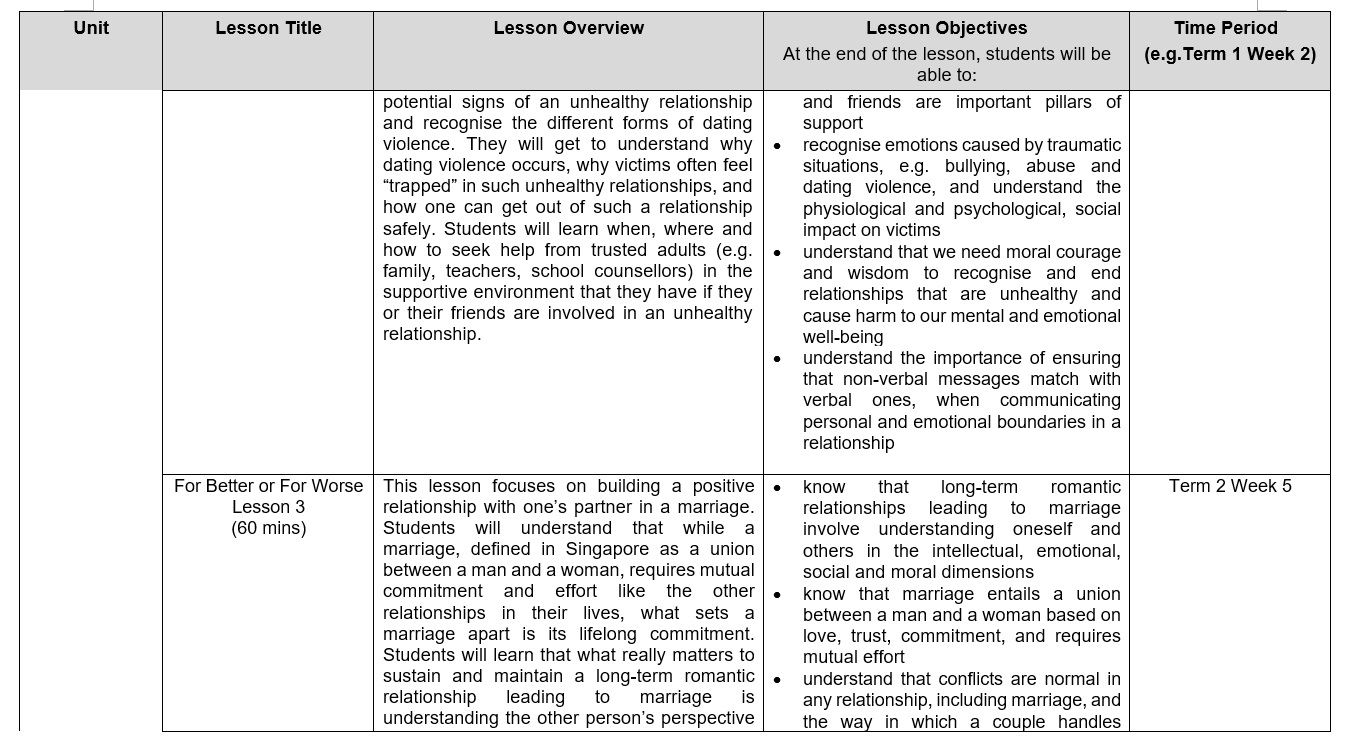 Unit
Lesson Title
Lesson Overview
Lesson Objectives
At the end of the lesson, students will be
able to:
Time Period
(e.g.Term 1 Week 2)
potential signs of an unhealthy relationship
and recognise the different forms of dating
violence. They will get to understand why
dating violence occurs, why victims often feel
“trapped” in such unhealthy relationships, and
how one can get out of such a relationship
safely. Students will learn when, where and
how to seek help from trusted adults (e.g.
family, teachers, school counsellors) in the
supportive environment that they have if they
or their friends are involved in an unhealthy
relationship.
and friends are important pillars of
support
• recognise emotions caused by traumatic
situations, e.g. bullying, abuse and
dating violence, and understand the
physiological and psychological, social
impact on victims
• understand that we need moral courage
and wisdom to recognise and end
relationships that are unhealthy and
cause harm to our mental and emotional
well-being
• understand the importance of ensuring
that non-verbal messages match with
verbal ones, when communicating
personal and emotional boundaries in a
relationship
For Better or For Worse
Lesson 3
(60 mins)
This lesson focuses on building a positive
relationship with one’s partner in a marriage.
Students will understand that while a
marriage, defined in Singapore as a union
between a man and a woman, requires mutual
commitment and effort like the other
relationships in their lives, what sets a
marriage apart is its lifelong commitment.
Students will learn that what really matters to
sustain and maintain a long-term romantic
relationship leading to marriage is
understanding the other person’s perspective
• know that long-term romantic
relationships leading to marriage
involve understanding oneself and
others in the intellectual, emotional,
social and moral dimensions
• know that marriage entails a union
between a man and a woman based on
love, trust, commitment, and requires
mutual effort
• understand that conflicts are normal in
any relationship, including marriage, and
the way in which a couple handles
Term 2 Week 5